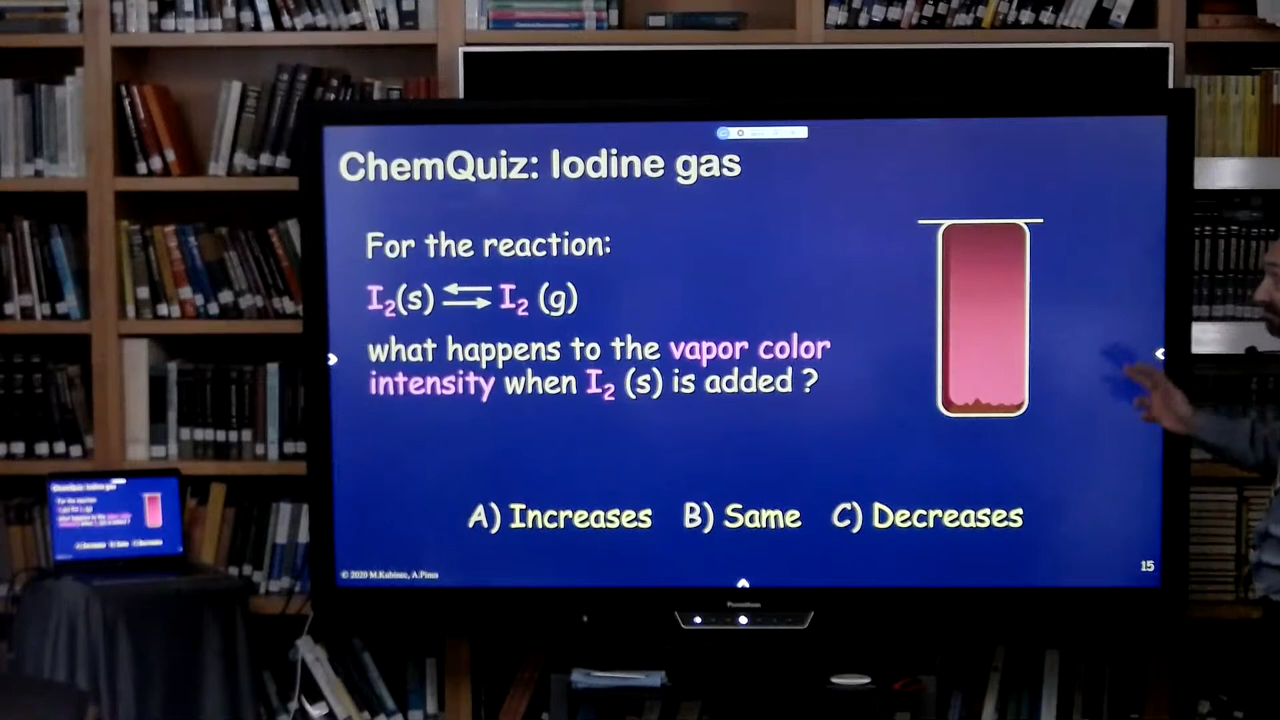 ChemQuiz: Iodine gas
For the reaction:
I₂(s) ⇌ I₂ (g)
what happens to the vapor color
intensity when I₂ (s) is added ?
A) Increases B) Same C) Decreases
© 2020 M.Kubinec, A.Pines
15
Promethean